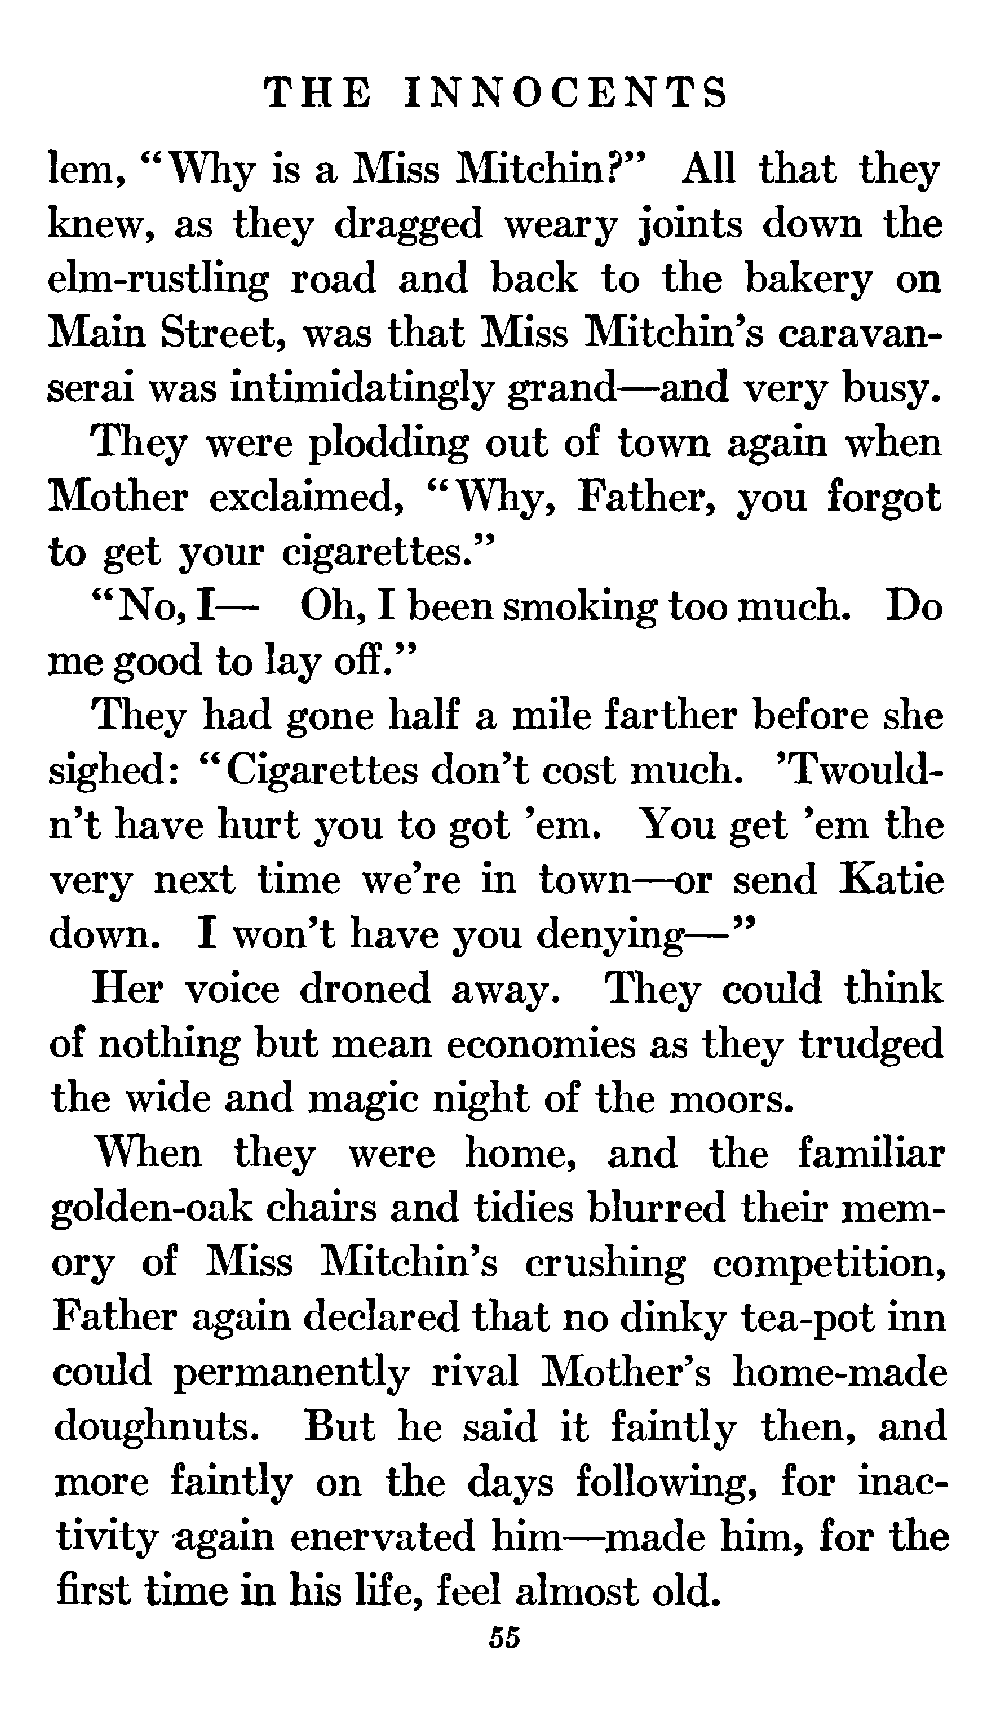 THE INNOCENTS
lem, “Why is a Miss Mitchin?” All that they
knew, as they dragged weary joints down the
elm-rustling road and back to the bakery on
Main Street, was that Miss Mitchin’s caravan-
serai was intimidatingly grand—and very busy.
They were plodding out of town again when
Mother exclaimed, “Why, Father, you forgot
to get your cigarettes.”
“No, I— Oh, I been smoking too much. Do
me good to lay off.”
They had gone half a mile farther before she
sighed: “Cigarettes don’t cost much. ’Twould-
n’t have hurt you to got ’em. You get ’em the
very next time we’re in town—or send Katie
down. I won’t have you denying—”
Her voice droned away. They could think
of nothing but mean economies as they trudged
the wide and magic night of the moors.
When they were home, and the familiar
golden-oak chairs and tidies blurred their mem-
ory of Miss Mitchin’s crushing competition,
Father again declared that no dinky tea-pot inn
could permanently rival Mother’s home-made
doughnuts. But he said it faintly then, and
more faintly on the days following, for inac-
tivity again enervated him—made him, for the
first time in his life, feel almost old.
55